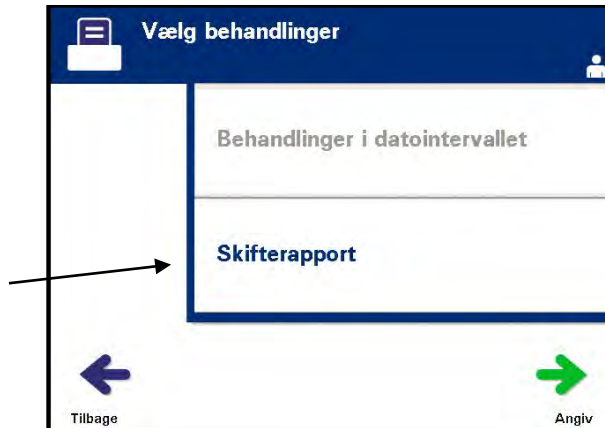 Vælg behandlinger
Behandlinger i datointervallet
Skifterapport
Tilbage
Angiv